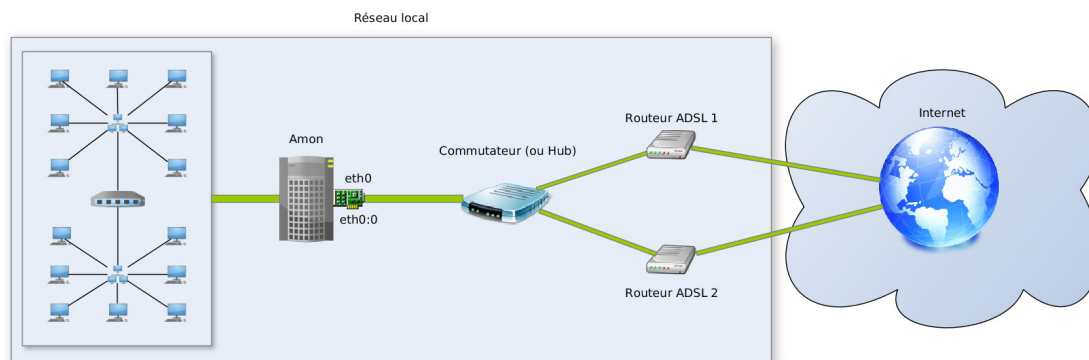 Réseau local
Internet
Routeur ADSL 1
Amon
Commutateur (ou Hub)
eth0
eth0:0
Routeur ADSL 2